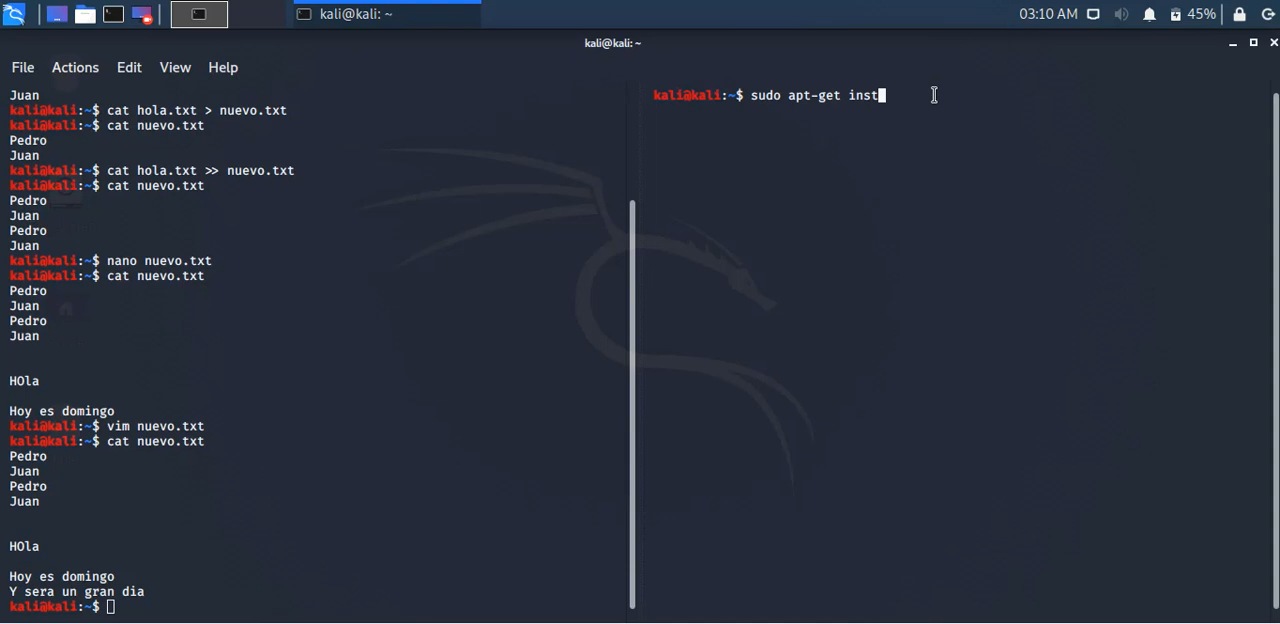 kali@kali: ~
03:10 AM
45%
kali@kali: ~
File Actions Edit View Help
Juan
kali@kali:~$ cat hola.txt > nuevo.txt
kali@kali:~$ cat nuevo.txt
Pedro
Juan
kali@kali:~$ cat hola.txt >> nuevo.txt
kali@kali:~$ cat nuevo.txt
Pedro
Juan
Pedro
Juan
kali@kali:~$ nano nuevo.txt
kali@kali:~$ cat nuevo.txt
Pedro
Juan
Pedro
Juan
HOla
Hoy es domingo
kali@kali:~$ vim nuevo.txt
kali@kali:~$ cat nuevo.txt
Pedro
Juan
Pedro
Juan
HOla
Hoy es domingo
Y sera un gran dia
kali@kali:~$
kali@kali:~$ sudo apt-get inst